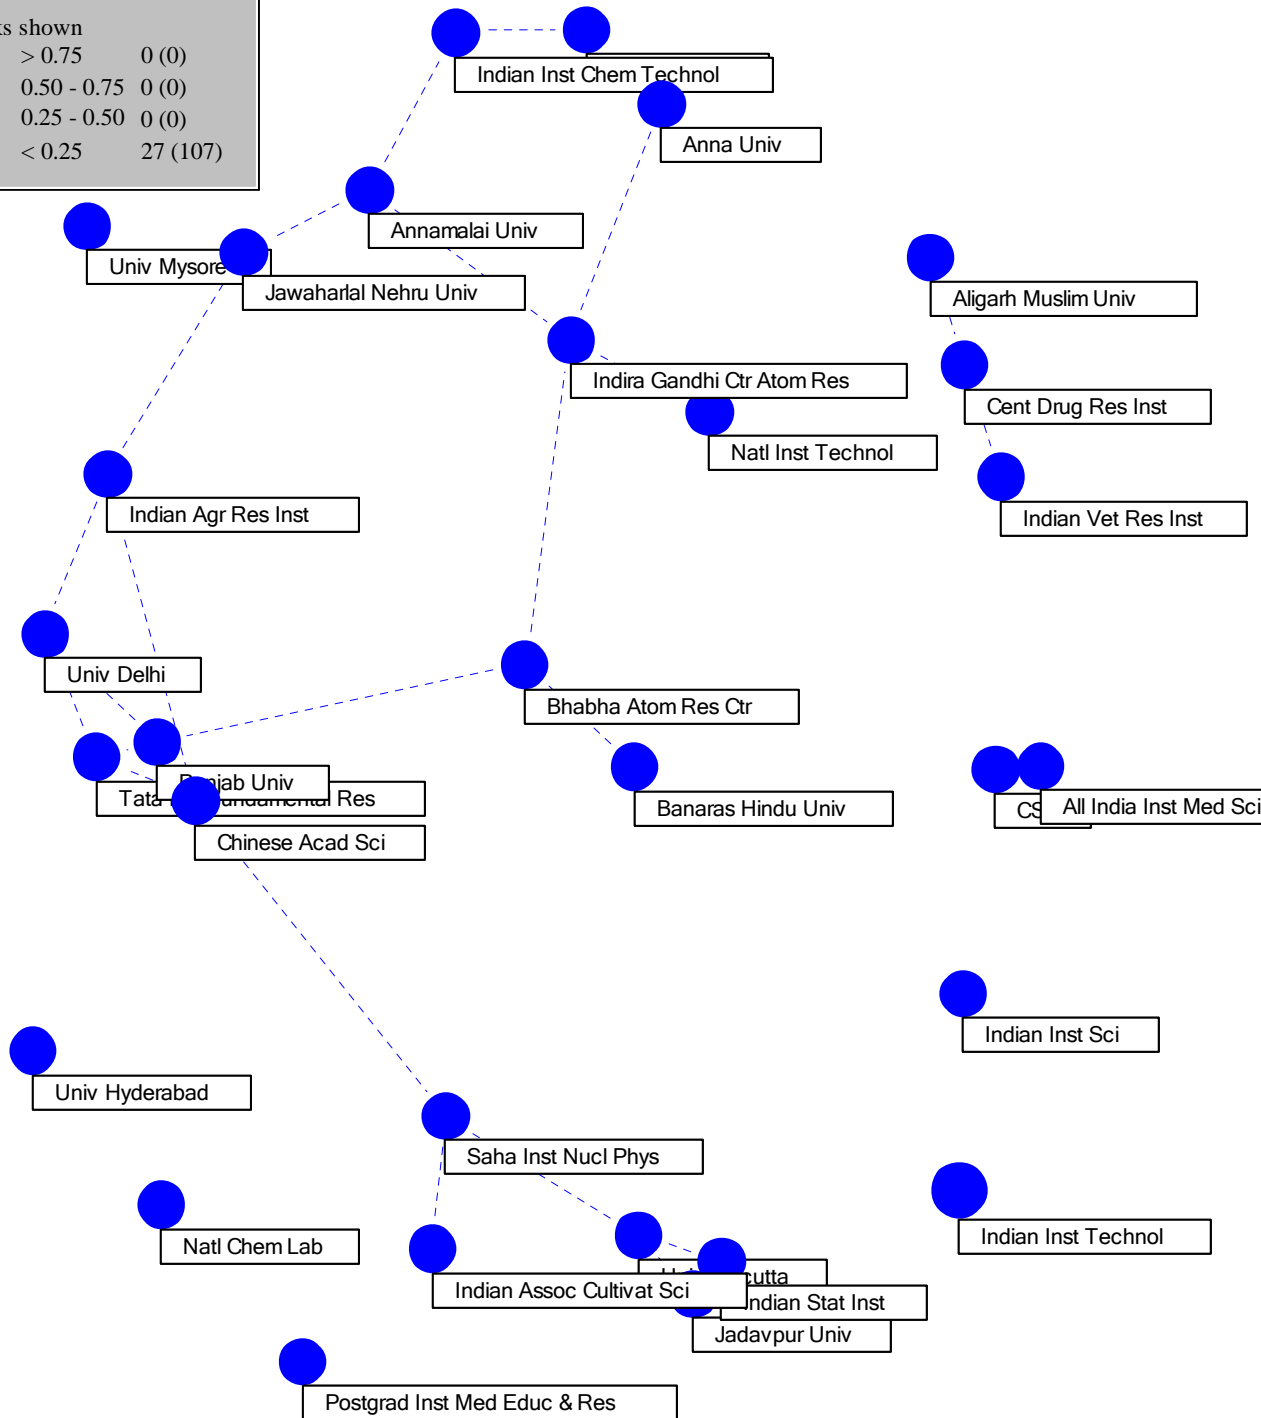 ks shown
> 0.75 0 (0)
0.50 - 0.75 0 (0)
0.25 - 0.50 0 (0)
< 0.25 27 (107)
Indian Inst Chem Technol
Anna Univ
Annamalai Univ
Univ Mysore
Jawaharlal Nehru Univ
Aligarh Muslim Univ
Indira Gandhi Ctr Atom Res
Cent Drug Res Inst
Natl Inst Technol
Indian Agr Res Inst
Indian Vet Res Inst
Univ Delhi
Bhabha Atom Res Ctr
Panjab Univ
Tata Fundamental Res
Banaras Hindu Univ
CS
All India Inst Med Sci
Chinese Acad Sci
Indian Inst Sci
Univ Hyderabad
Saha Inst Nucl Phys
Indian Inst Technol
Natl Chem Lab
cutta
Indian Assoc Cultivat Sci
Indian Stat Inst
Jadavpur Univ
Postgrad Inst Med Educ & Res